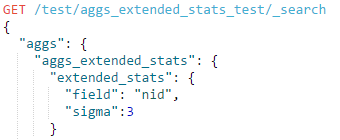 GET /test/aggs_extended_stats_test/_search
{
  "aggs": {
    "aggs_extended_stats": {
      "extended_stats": {
        "field": "nid",
        "sigma":3
      }